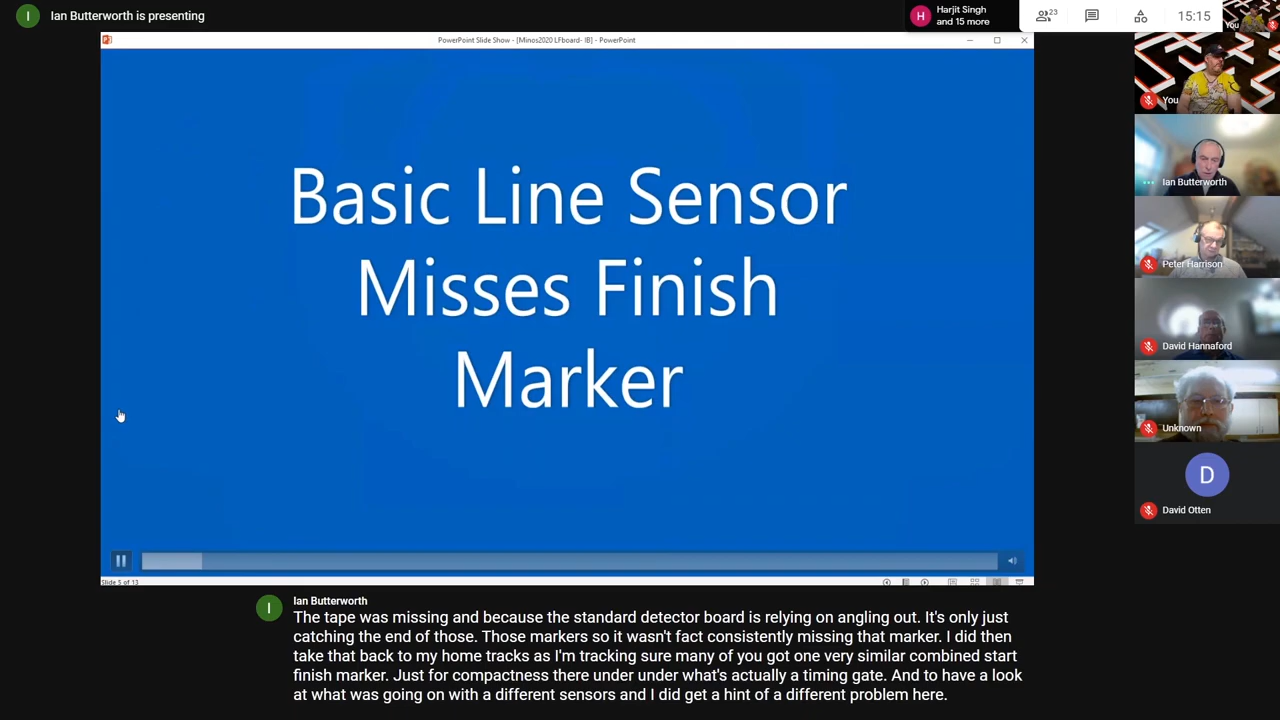 I
Ian Butterworth is presenting
H
Harjit Singh
and 15 more
23
15:15
You
PowerPoint Slide Show - [Minos2020 LFboard- IB] - PowerPoint
Basic Line Sensor
Misses Finish
Marker
Slide 5 of 13
You
Ian Butterworth
Peter Harrison
David Hannaford
Unknown
D
David Otten
I
Ian Butterworth
The tape was missing and because the standard detector board is relying on angling out. It's only just
catching the end of those. Those markers so it wasn't fact consistently missing that marker. I did then
take that back to my home tracks as I'm tracking sure many of you got one very similar combined start
finish marker. Just for compactness there under under what's actually a timing gate. And to have a look
at what was going on with a different sensors and I did get a hint of a different problem here.